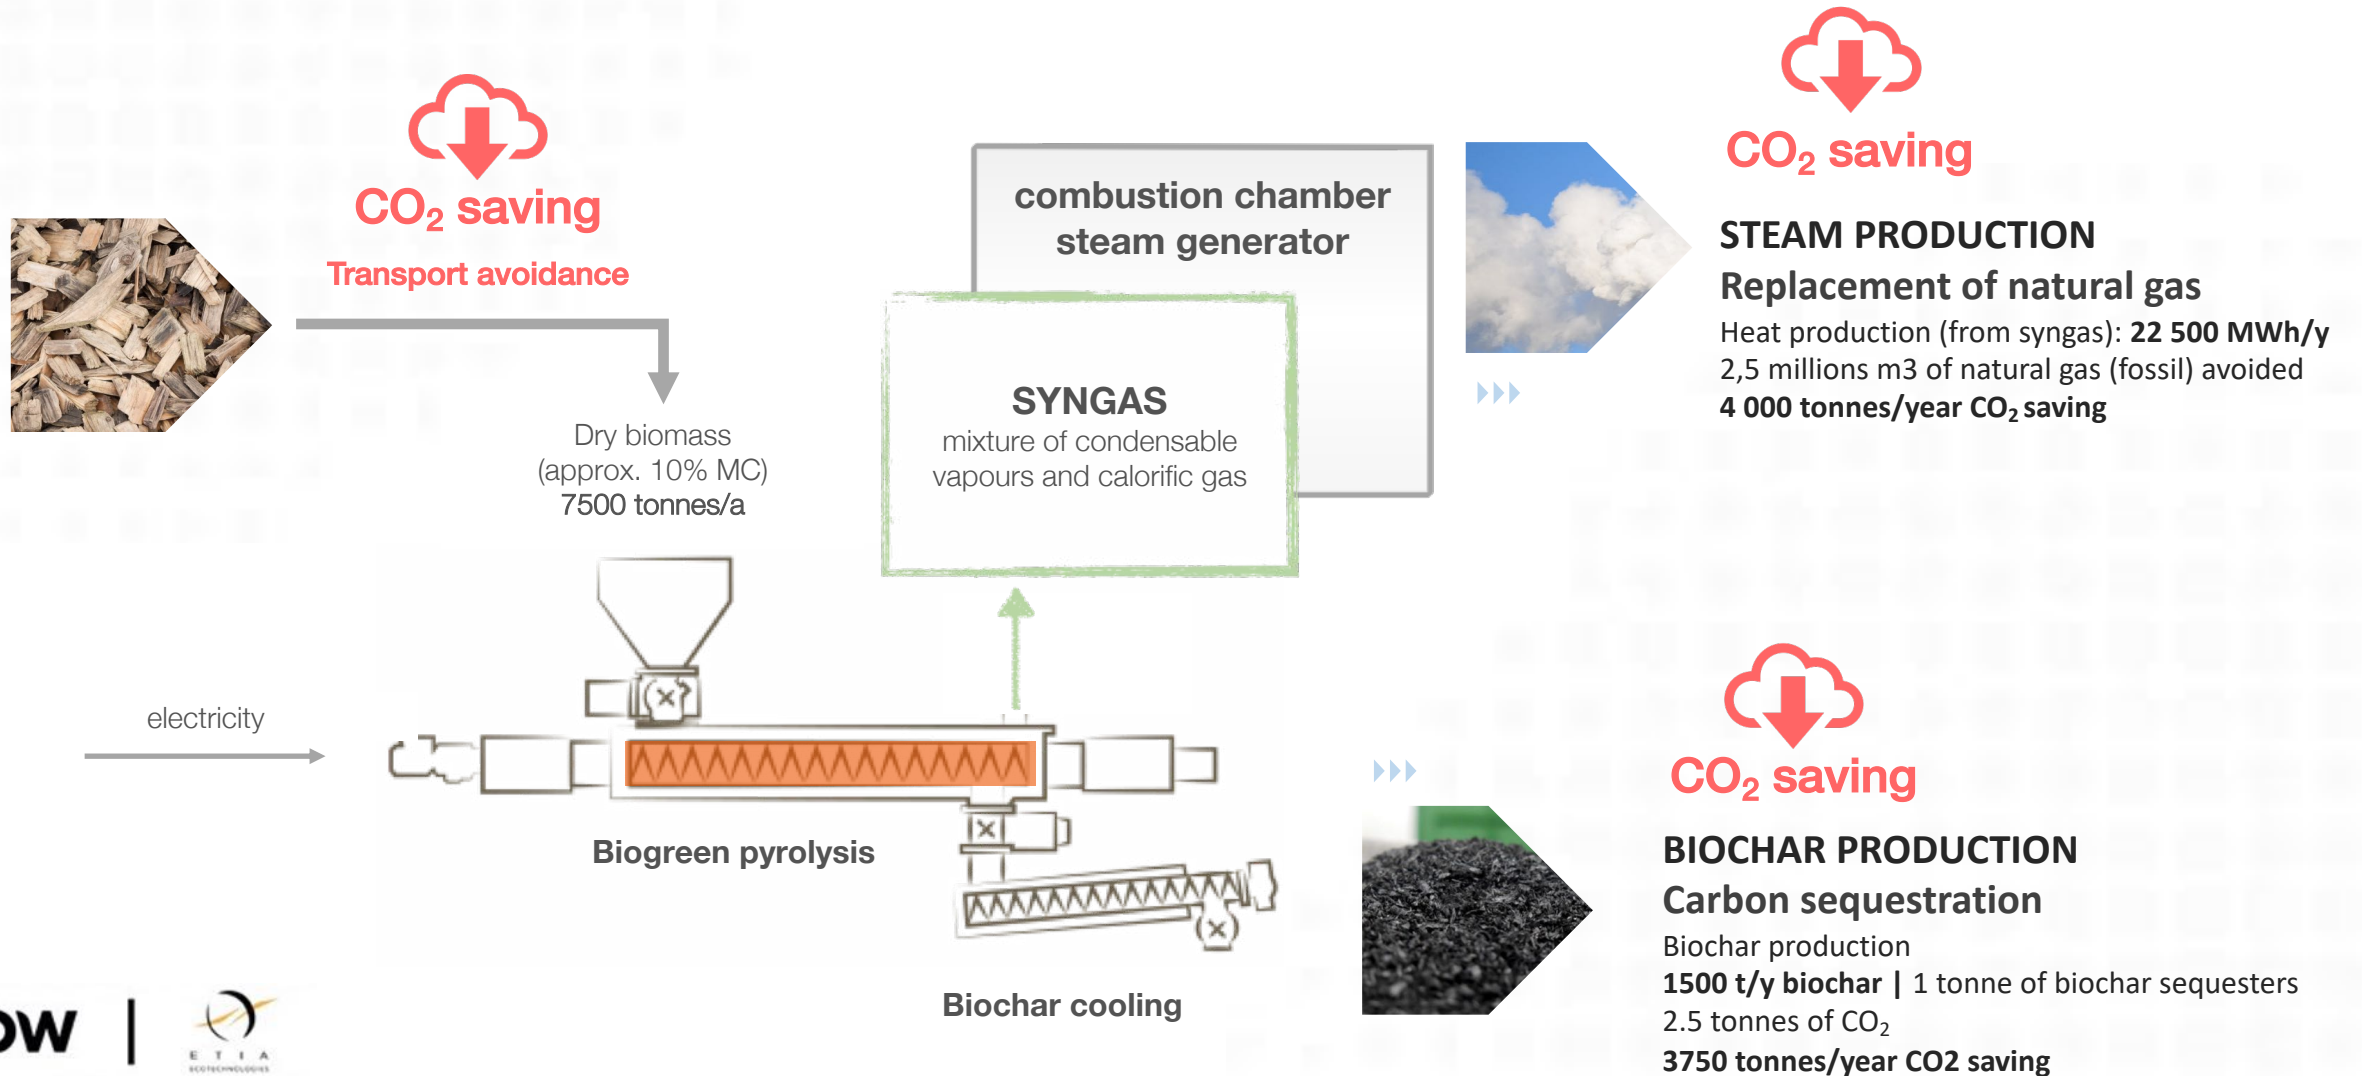 CO₂ saving
Transport avoidance
Dry biomass
(approx. 10% MC)
7500 tonnes/a
electricity
Biogreen pyrolysis
Biochar cooling
combustion chamber
steam generator
SYNGAS
mixture of condensable
vapours and calorific gas
CO₂ saving
STEAM PRODUCTION
Replacement of natural gas
Heat production (from syngas): 22 500 MWh/y
2,5 millions m3 of natural gas (fossil) avoided
4 000 tonnes/year CO₂ saving
CO₂ saving
BIOCHAR PRODUCTION
Carbon sequestration
Biochar production
1500 t/y biochar | 1 tonne of biochar sequesters
2.5 tonnes of CO₂
3750 tonnes/year CO2 saving
ow
ETIA
ECOTECHNOLOGIES